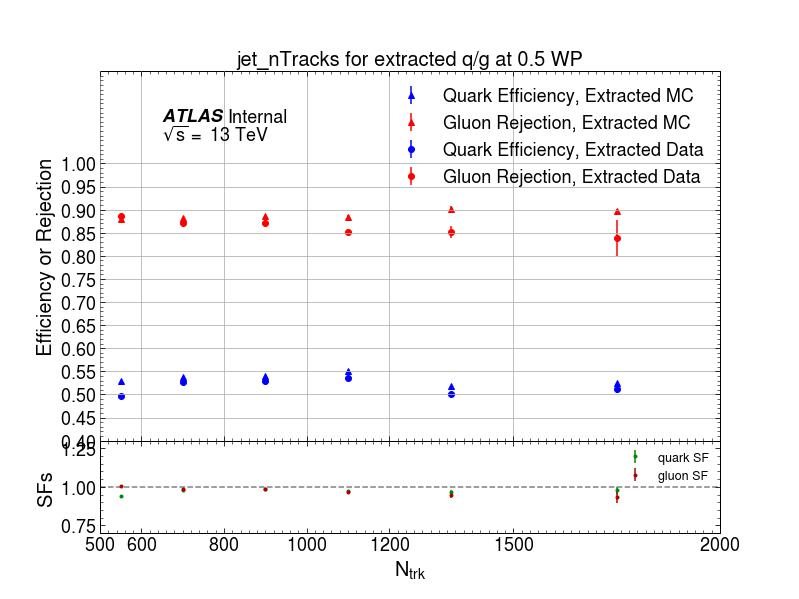 jet_nTracks for extracted q/g at 0.5 WP
ATLAS Internal
√s = 13 TeV
Quark Efficiency, Extracted MC
Gluon Rejection, Extracted MC
Quark Efficiency, Extracted Data
Gluon Rejection, Extracted Data
Efficiency or Rejection
1.00
0.95
0.90
0.85
0.80
0.75
0.70
0.65
0.60
0.55
0.50
0.45
0.40
SFs
1.25
1.00
0.75
quark SF
gluon SF
500 600 800 1000 1200 1500 2000
N_trk